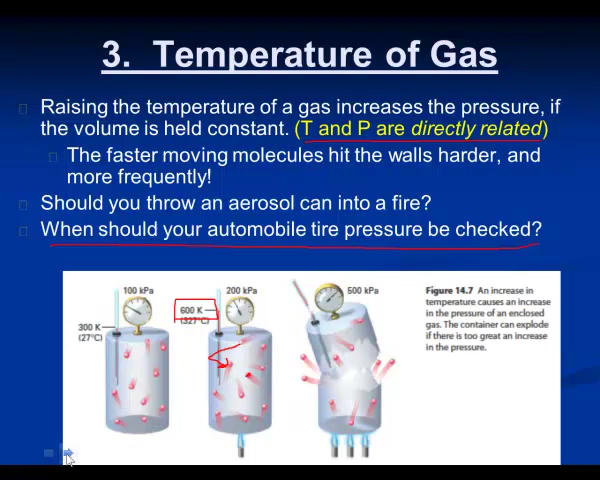 3. Temperature of Gas
Raising the temperature of a gas increases the pressure, if
the volume is held constant. (T and P are directly related)
The faster moving molecules hit the walls harder, and
more frequently!
Should you throw an aerosol can into a fire?
When should your automobile tire pressure be checked?
100 kPa
200 kPa
600 kPa
300 K
(27°C)
600 K
(327°C)
Figure 14.7 An increase in
temperature causes an increase
in the pressure of an enclosed
gas. The container can explode
if there is too great an increase
in the pressure.